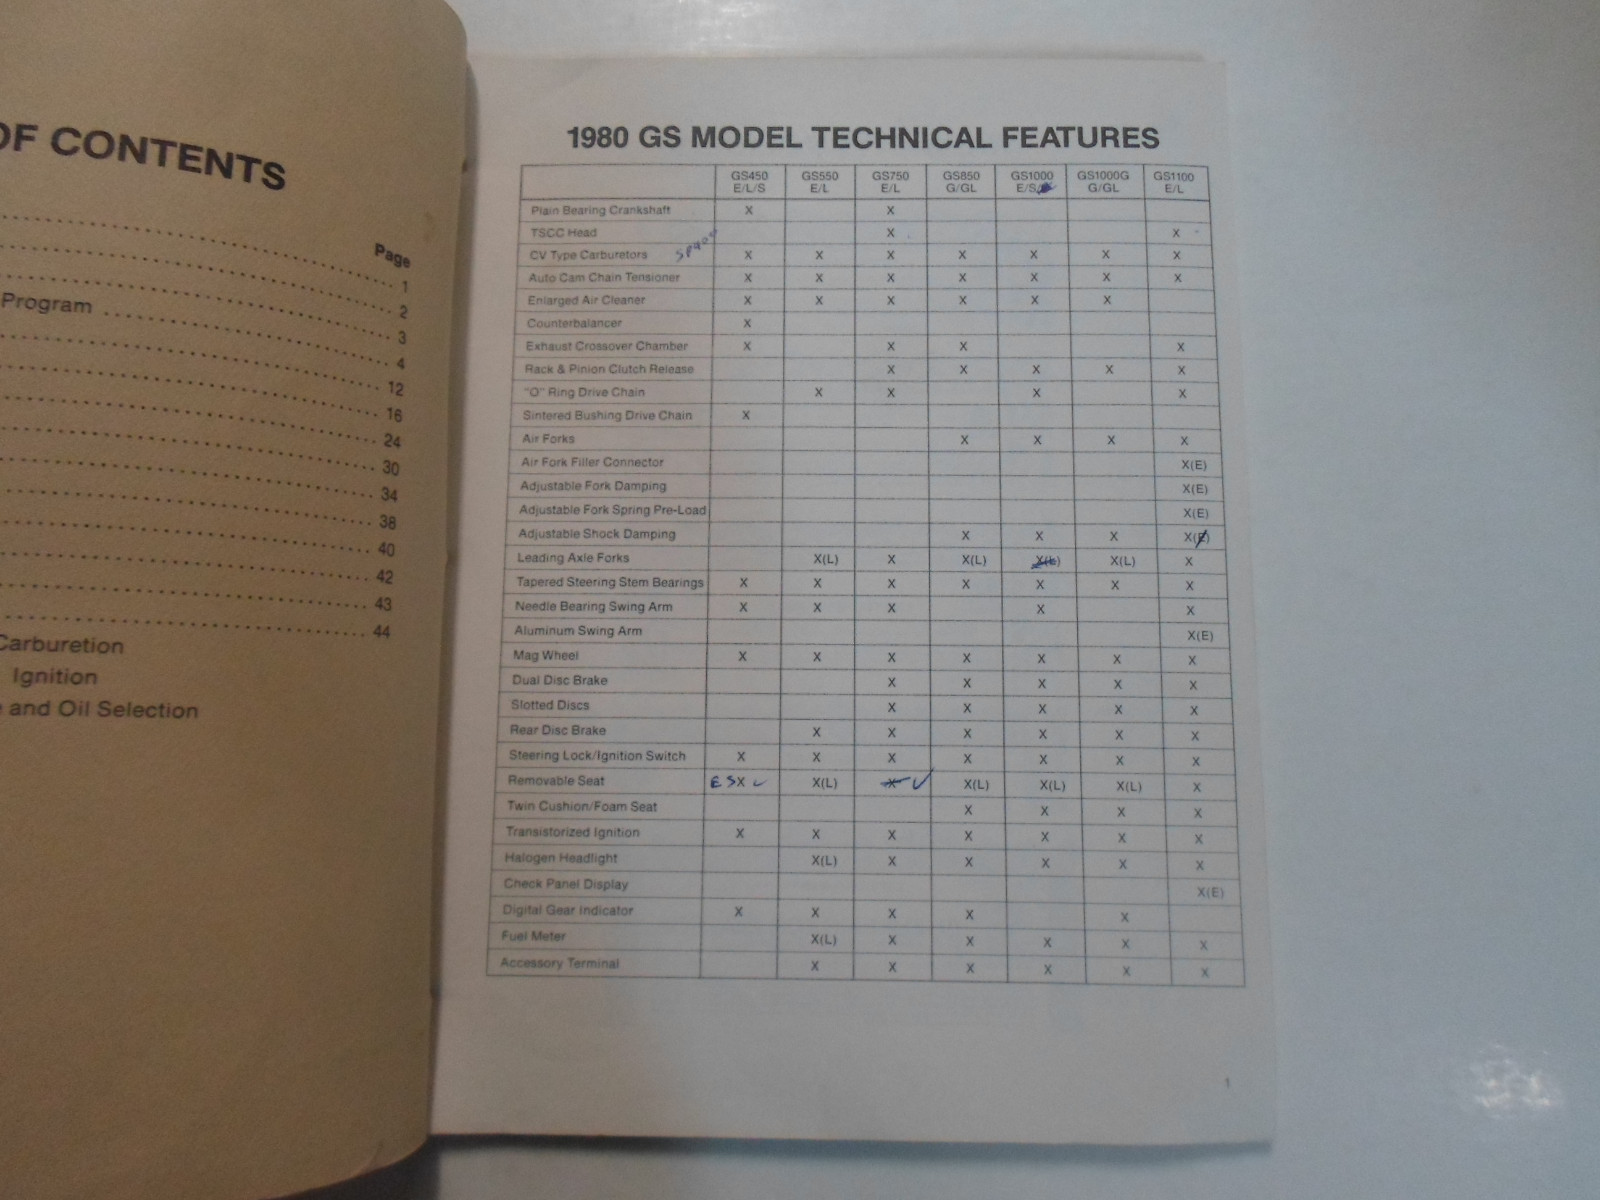 OF CONTENTS
Page
1
2
Program 3
4
12
16
24
30
34
38
40
42
43
44
Carburetion
Ignition
and Oil Selection
1980 GS MODEL TECHNICAL FEATURES
GS450 E/L/S GS550 E/L GS750 E/L GS850 G/GL GS1000 E/S GS1000G G/GL GS1100 E/L
Plain Bearing Crankshaft X X
TSCC Head X X
CV Type Carburetors X X X X X X X
Auto Cam Chain Tensioner X X X X X X X
Enlarged Air Cleaner X X X X X X
Counterbalancer X
Exhaust Crossover Chamber X X X X
Rack & Pinion Clutch Release X X X X X
"O" Ring Drive Chain X X X X
Sintered Bushing Drive Chain X
Air Forks X X X X
Air Fork Filler Connector X(E)
Adjustable Fork Damping X(E)
Adjustable Fork Spring Pre-Load X(E)
Adjustable Shock Damping X X X X(E)
Leading Axle Forks X(L) X X(L) X(L) X(L) X
Tapered Steering Stem Bearings X X X X X X X
Needle Bearing Swing Arm X X X X X
Aluminum Swing Arm X(E)
Mag Wheel X X X X X X X
Dual Disc Brake X X X X X
Slotted Discs X X X X X
Rear Disc Brake X X X X X X
Steering Lock/Ignition Switch X X X X X X X
Removable Seat ESX ✓ X(L) X ✓ X(L) X(L) X(L) X
Twin Cushion/Foam Seat X X X X
Transistorized Ignition X X X X X X X
Halogen Headlight X(L) X X X X X
Check Panel Display X(E)
Digital Gear Indicator X X X X X
Fuel Meter X(L) X X X X X
Accessory Terminal X X X X X X
1